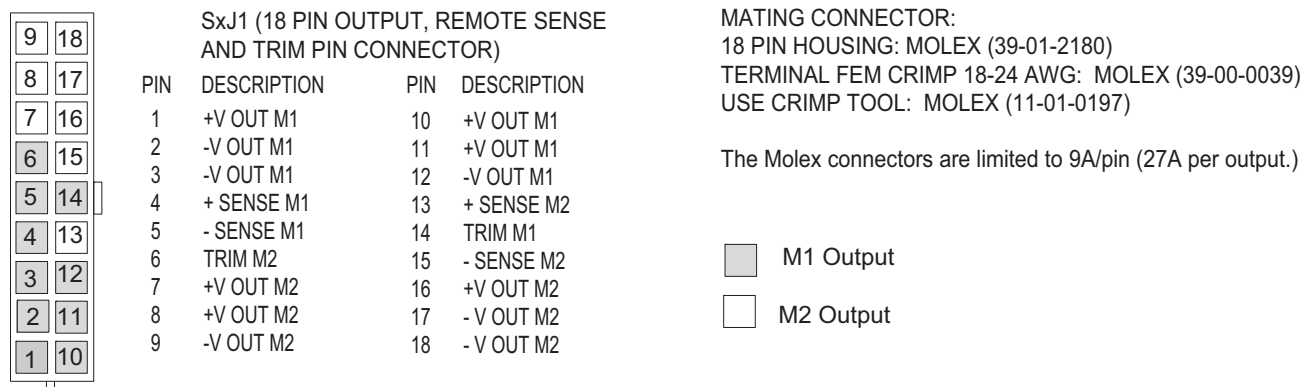 9 18
8 17
7 16
6 15
5 14
4 13
3 12
2 11
1 10
SxJ1 (18 PIN OUTPUT, REMOTE SENSE
AND TRIM PIN CONNECTOR)
PIN DESCRIPTION PIN DESCRIPTION
1 +V OUT M1 10 +V OUT M1
2 -V OUT M1 11 +V OUT M1
3 -V OUT M1 12 -V OUT M1
4 + SENSE M1 13 + SENSE M2
5 - SENSE M1 14 TRIM M1
6 TRIM M2 15 - SENSE M2
7 +V OUT M2 16 +V OUT M2
8 +V OUT M2 17 - V OUT M2
9 -V OUT M2 18 - V OUT M2
MATING CONNECTOR:
18 PIN HOUSING: MOLEX (39-01-2180)
TERMINAL FEM CRIMP 18-24 AWG: MOLEX (39-00-0039)
USE CRIMP TOOL: MOLEX (11-01-0197)
The Molex connectors are limited to 9A/pin (27A per output.)
M1 Output
M2 Output